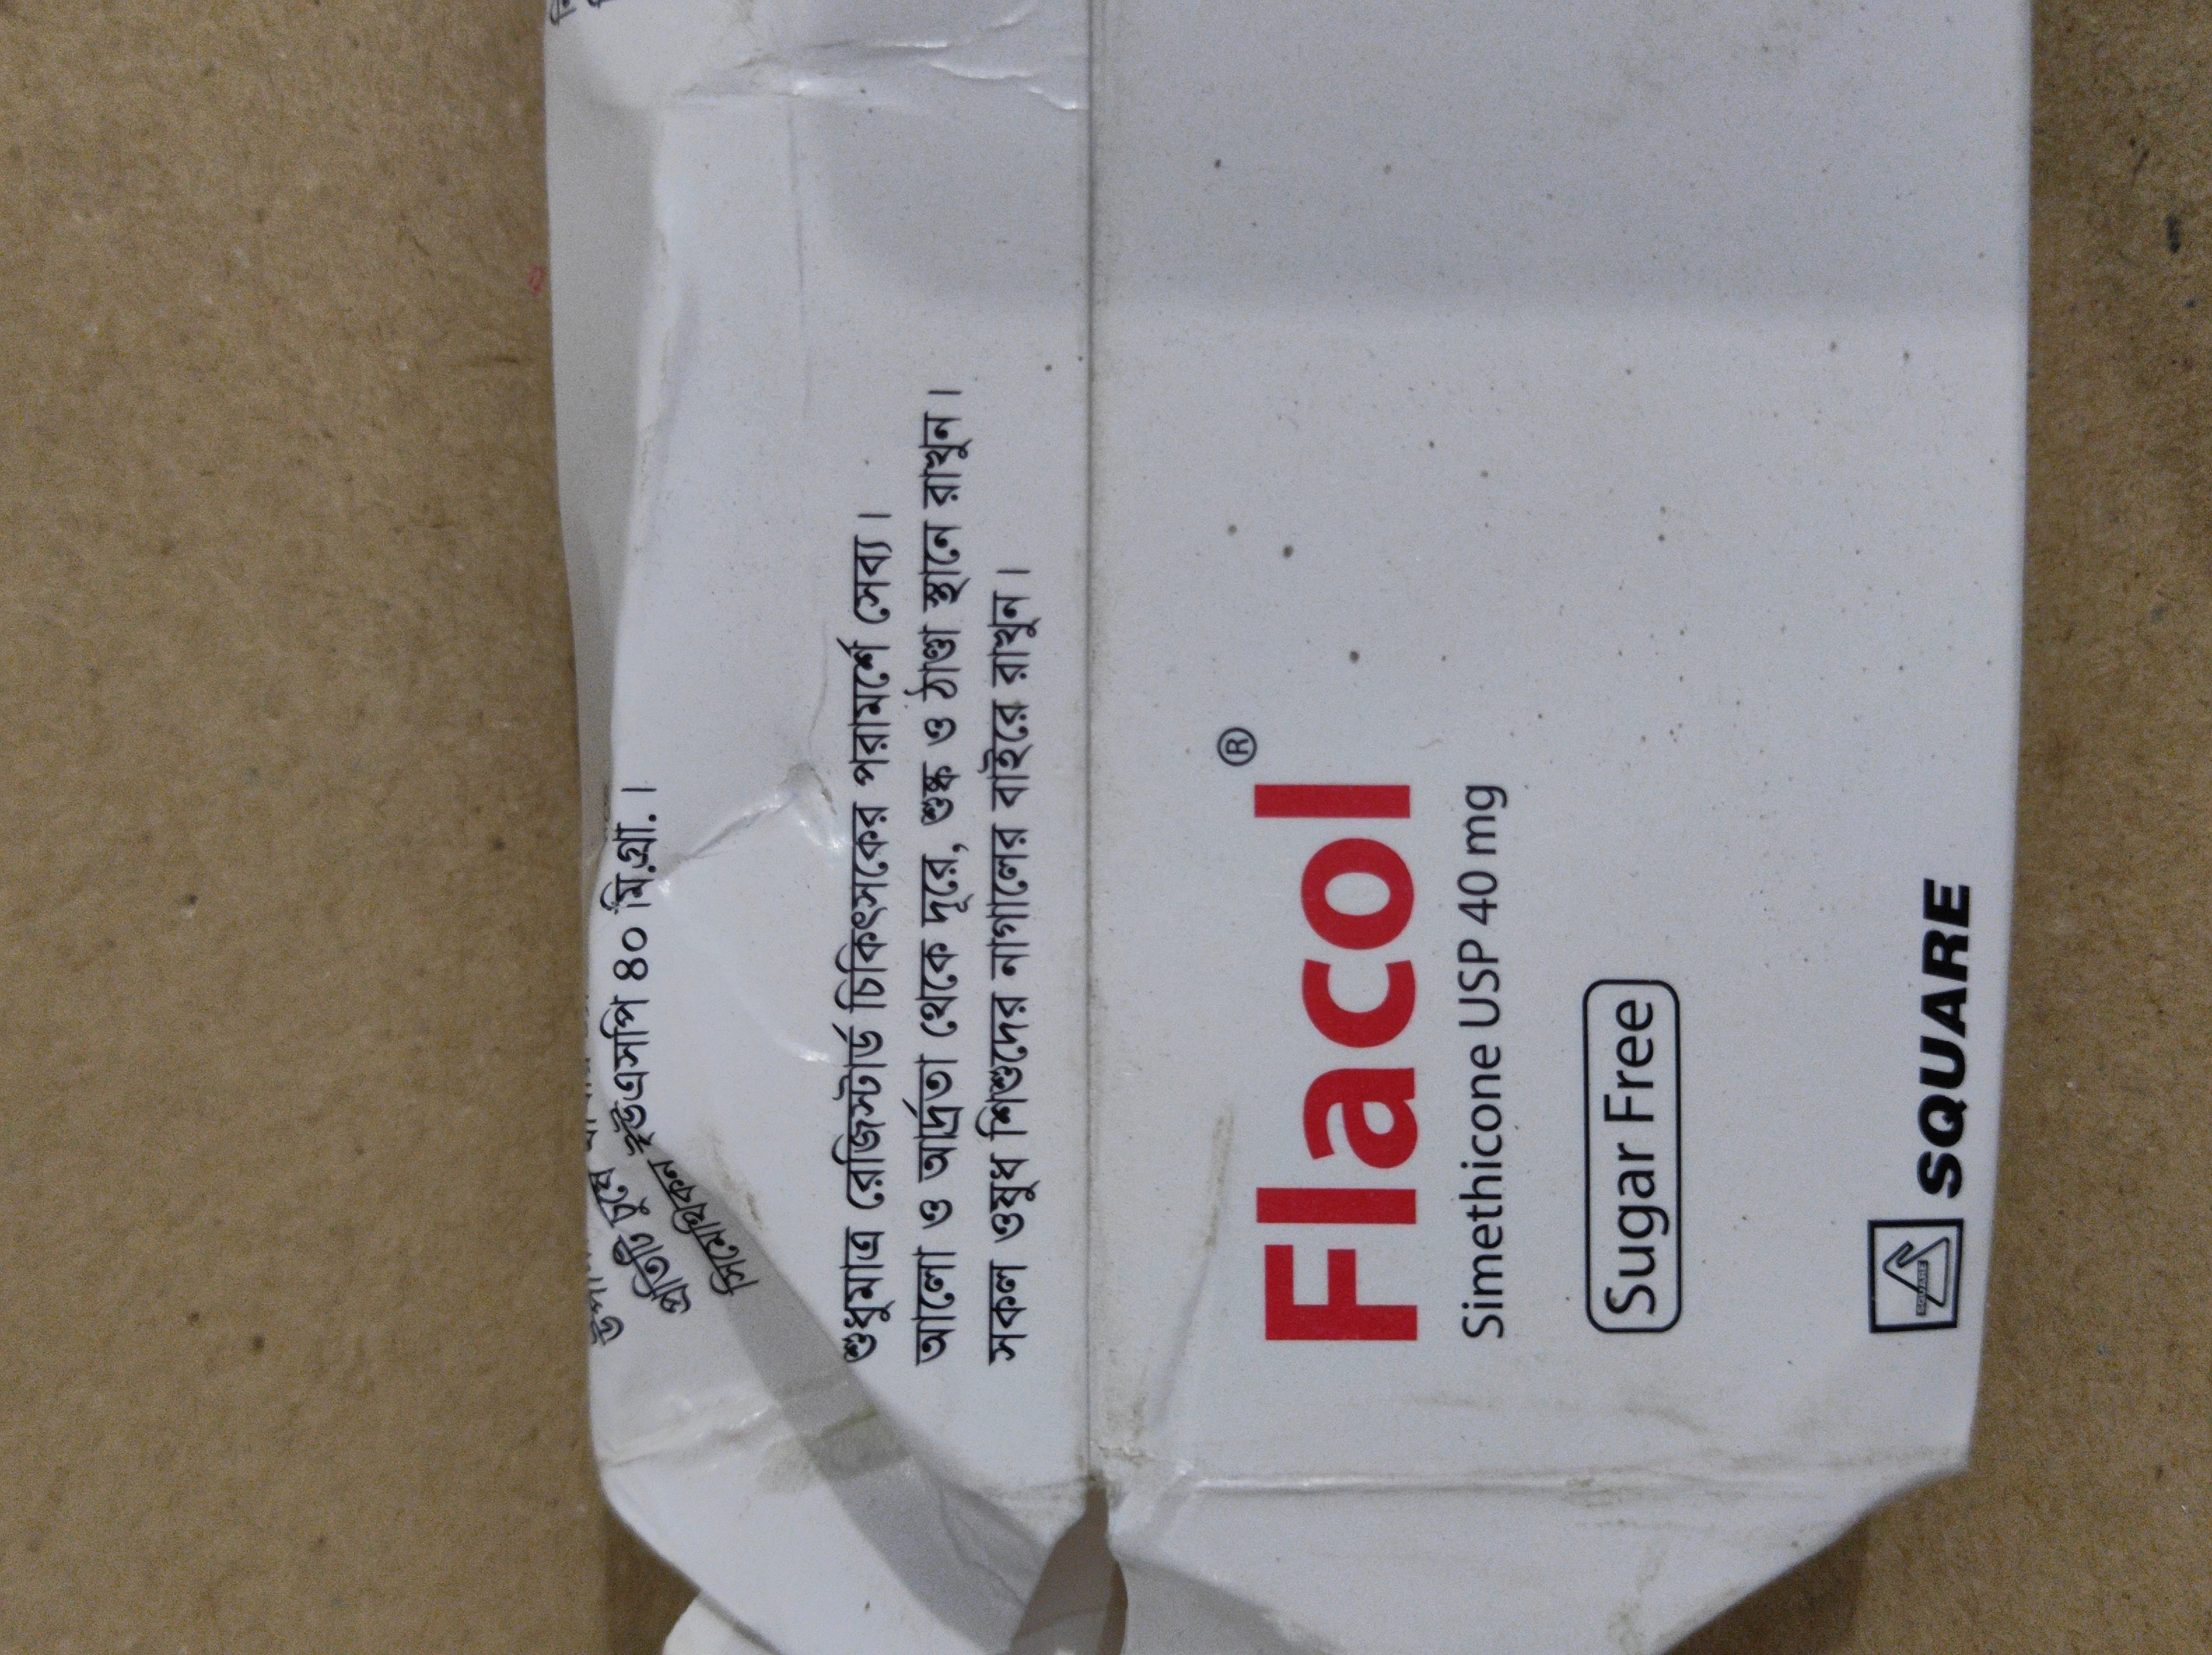 প্রতিটি চুষে
সিমেথিকন ইউএসপি ৪০ মি.গ্রা. ।
শুধুমাত্র রেজিস্টার্ড চিকিৎসকের পরামর্শে সেব্য।
আলো ও আর্দ্রতা থেকে দূরে, শুষ্ক ও ঠাণ্ডা স্থানে রাখুন।
সকল ওষুধ শিশুদের নাগালের বাইরে রাখুন।
Flacol®
Simethicone USP 40 mg
Sugar Free
SQUARE
SQUARE